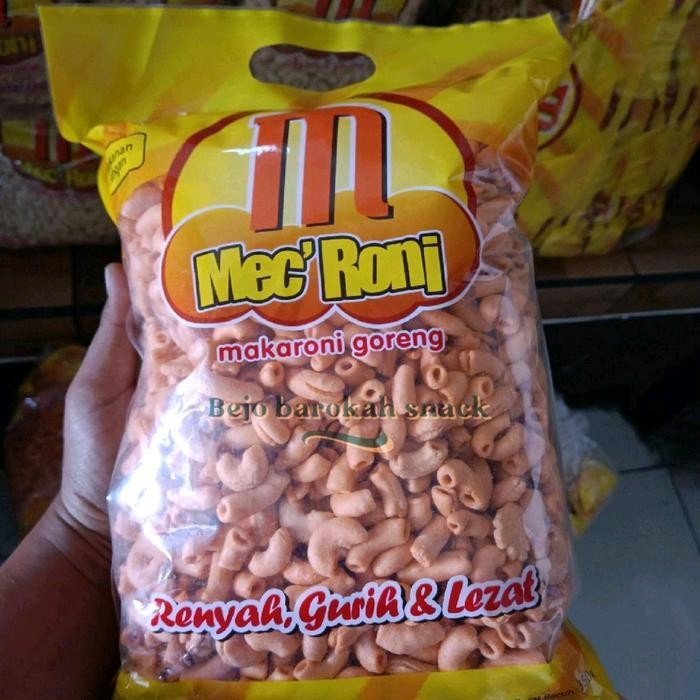 m
Mec' Roni
makaroni goreng
Bejo barokah snack
Renyah, Gurih & Lezat